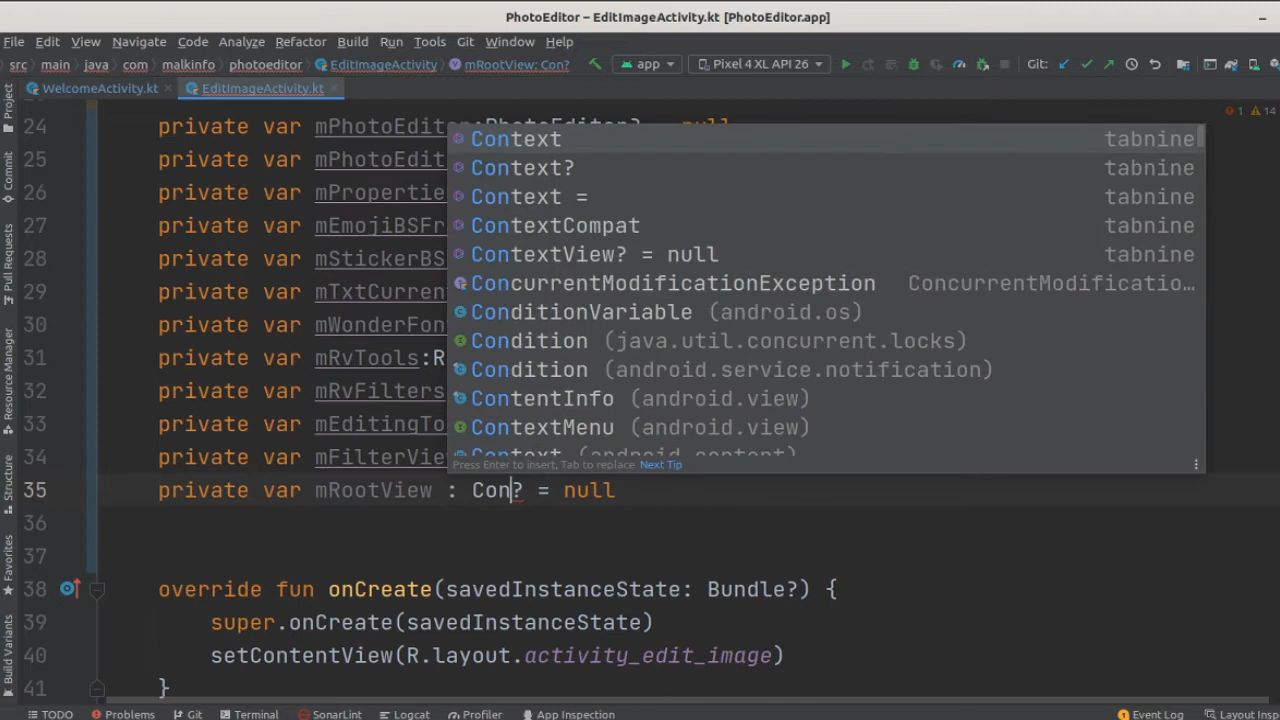 PhotoEditor – EditImageActivity.kt [PhotoEditor.app]
File Edit View Navigate Code Analyze Refactor Build Run Tools Git Window Help
src main java com malkinfo photoeditor EditImageActivity mRootView: Con? app Pixel 4 XL API 26 Git:
WelcomeActivity.kt EditImageActivity.kt
1 14
24 private var mPhotoEditor:PhotoEditor? = null
25 private var mPhotoEdit
26 private var mPropertie
27 private var mEmojiBSFr
28 private var mStickerBS
29 private var mTxtCurren
30 private var mWonderFon
31 private var mRvTools:R
32 private var mRvFilters
33 private var mEditingTo
34 private var mFilterVie
35 private var mRootView : Con? = null
36
37
38 override fun onCreate(savedInstanceState: Bundle?) {
39 super.onCreate(savedInstanceState)
40 setContentView(R.layout.activity_edit_image)
41 }
Context tabnine
Context? tabnine
Context = tabnine
ContextCompat tabnine
ContextView? = null tabnine
ConcurrentModificationException ConcurrentModificatio…
ConditionVariable (android.os)
Condition (java.util.concurrent.locks)
Condition (android.service.notification)
ContentInfo (android.view)
ContextMenu (android.view)
Context (android.content)
Press Enter to insert, Tab to replace Next Tip
Project
Commit
Pull Requests
Resource Manager
Structure
Favorites
Build Variants
TODO Problems Git Terminal SonarLint Logcat Profiler App Inspection Event Log Layout Insp